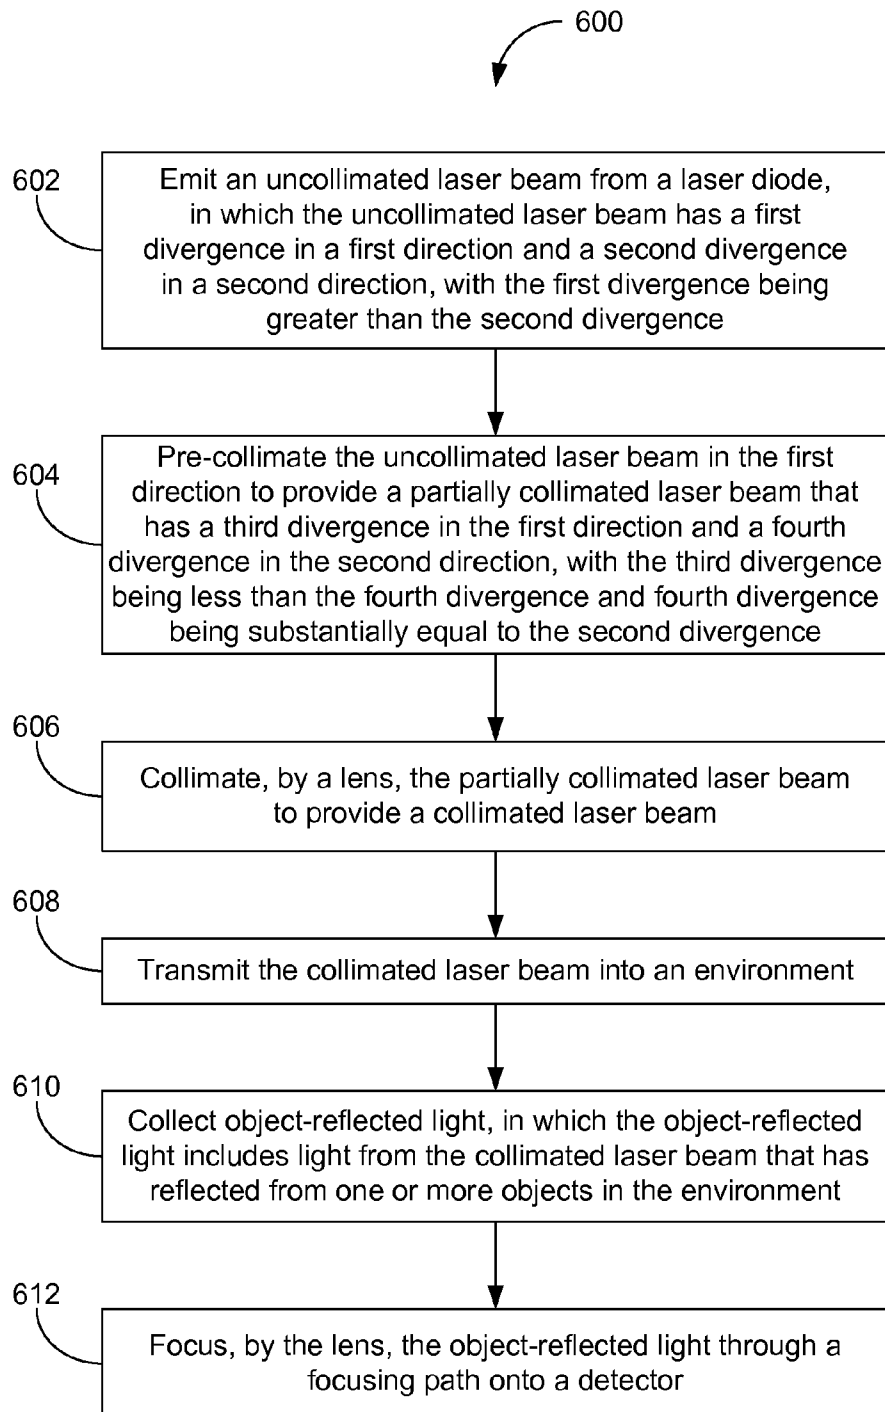 600
602
Emit an uncollimated laser beam from a laser diode,
in which the uncollimated laser beam has a first
divergence in a first direction and a second divergence
in a second direction, with the first divergence being
greater than the second divergence
604
Pre-collimate the uncollimated laser beam in the first
direction to provide a partially collimated laser beam that
has a third divergence in the first direction and a fourth
divergence in the second direction, with the third divergence
being less than the fourth divergence and fourth divergence
being substantially equal to the second divergence
606
Collimate, by a lens, the partially collimated laser beam
to provide a collimated laser beam
608
Transmit the collimated laser beam into an environment
610
Collect object-reflected light, in which the object-reflected
light includes light from the collimated laser beam that has
reflected from one or more objects in the environment
612
Focus, by the lens, the object-reflected light through a
focusing path onto a detector